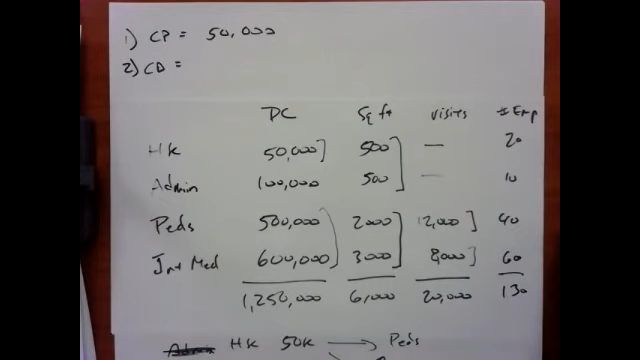 1) CP = 50,000
2) CD =
DC Sq ft visits # Emp
HK 50,000 500 — 20
Admin 100,000 500 — 10
Peds 500,000 2000 12,000 40
Int Med 600,000 3000 8,000 60
1,250,000 6,000 20,000 130
HK 50K → Peds